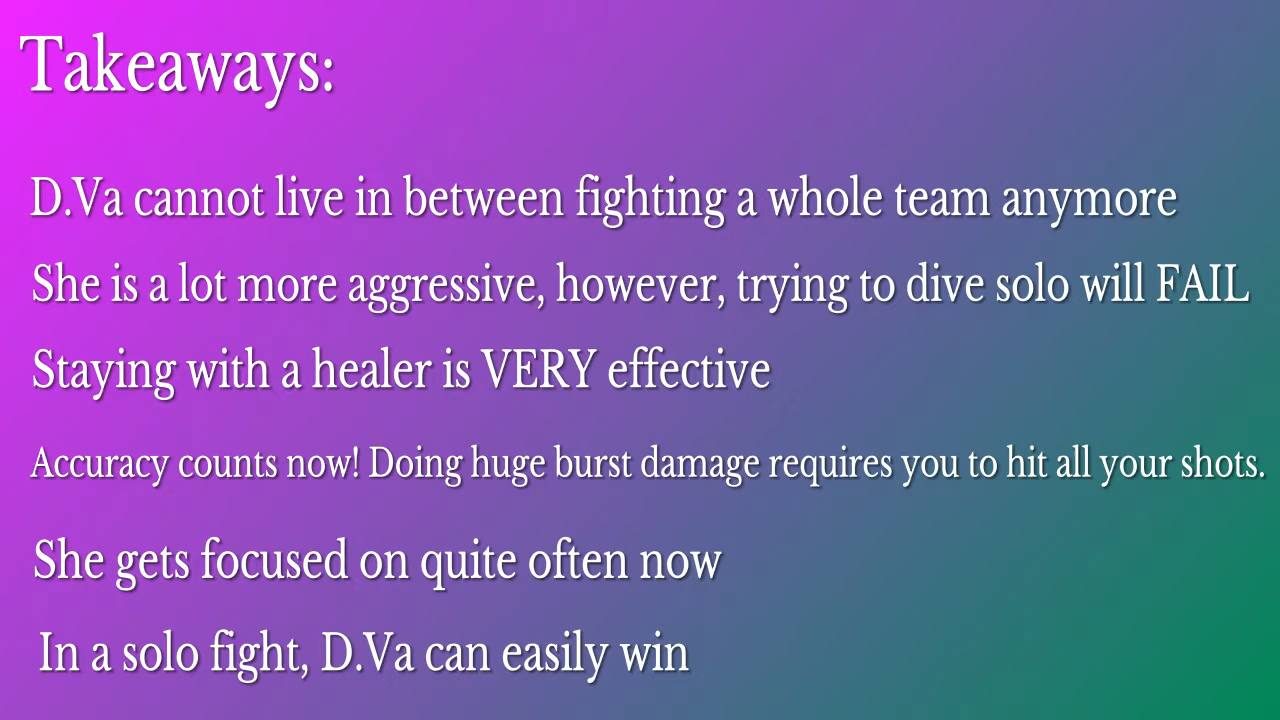 Takeaways:
D.Va cannot live in between fighting a whole team anymore
She is a lot more aggressive, however, trying to dive solo will FAIL
Staying with a healer is VERY effective
Accuracy counts now! Doing huge burst damage requires you to hit all your shots.
She gets focused on quite often now
In a solo fight, D.Va can easily win